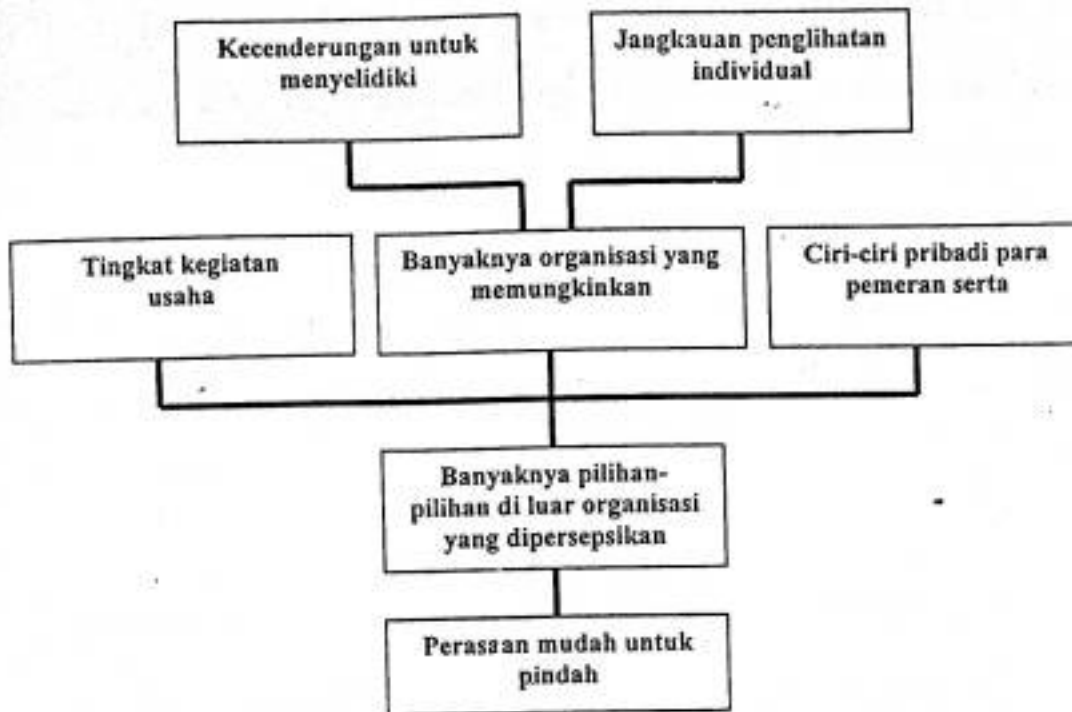 Kecenderungan untuk
menyelidiki
Jangkauan penglihatan
individual
Tingkat kegiatan
usaha
Banyaknya organisasi yang
memungkinkan
Ciri-ciri pribadi para
pemeran serta
Banyaknya pilihan-
pilihan di luar organisasi
yang dipersepsikan
Perasaan mudah untuk
pindah